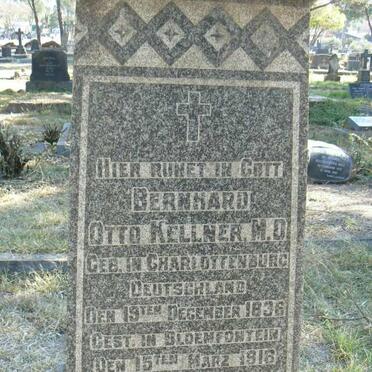 HIER RUHET IN GOTT
BERNHARD
OTTO KELLNER, M.D.
GEB. IN CHARLOTTENBURG
DEUTSCHLAND
DEN 19TEN DECEMBER 1836
GEST. IN BLOEMFONTEIN
DEN 15TEN MÄRZ 1916